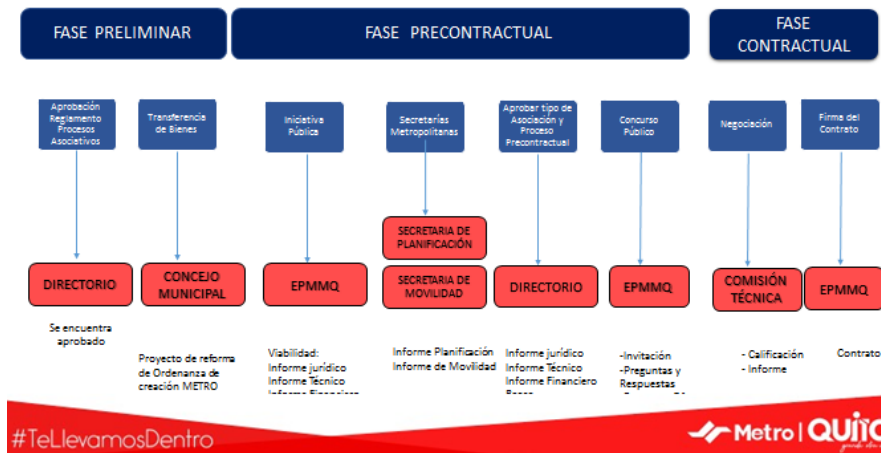 FASE PRELIMINAR
FASE PRECONTRACTUAL
FASE
CONTRACTUAL
Aprobación
Reglamento
Procesos
Asociativos
Transferencia
de Bienes
Iniciativa
Pública
Secretarías
Metropolitanas
Aprobar tipo de
Asociación y
Proceso
Precontractual
Concurso
Público
Negociación
Firma del
Contrato
SECRETARIA DE
PLANIFICACIÓN
DIRECTORIO
CONCEJO
MUNICIPAL
EPMMQ
SECRETARIA DE
MOVILIDAD
DIRECTORIO
EPMMQ
COMISIÓN
TÉCNICA
EPMMQ
Se encuentra
aprobado
Proyecto de reforma
de Ordenanza de
creación METRO
Viabilidad:
Informe jurídico
Informe Técnico
Informe Financiero
Informe Planificación
Informe de Movilidad
Informe jurídico
Informe Técnico
Informe Financiero
-Invitación
-Preguntas y
Respuestas
- Calificación
- Informe
Contrato
#TeLlevamosDentro
Metro | QUITO